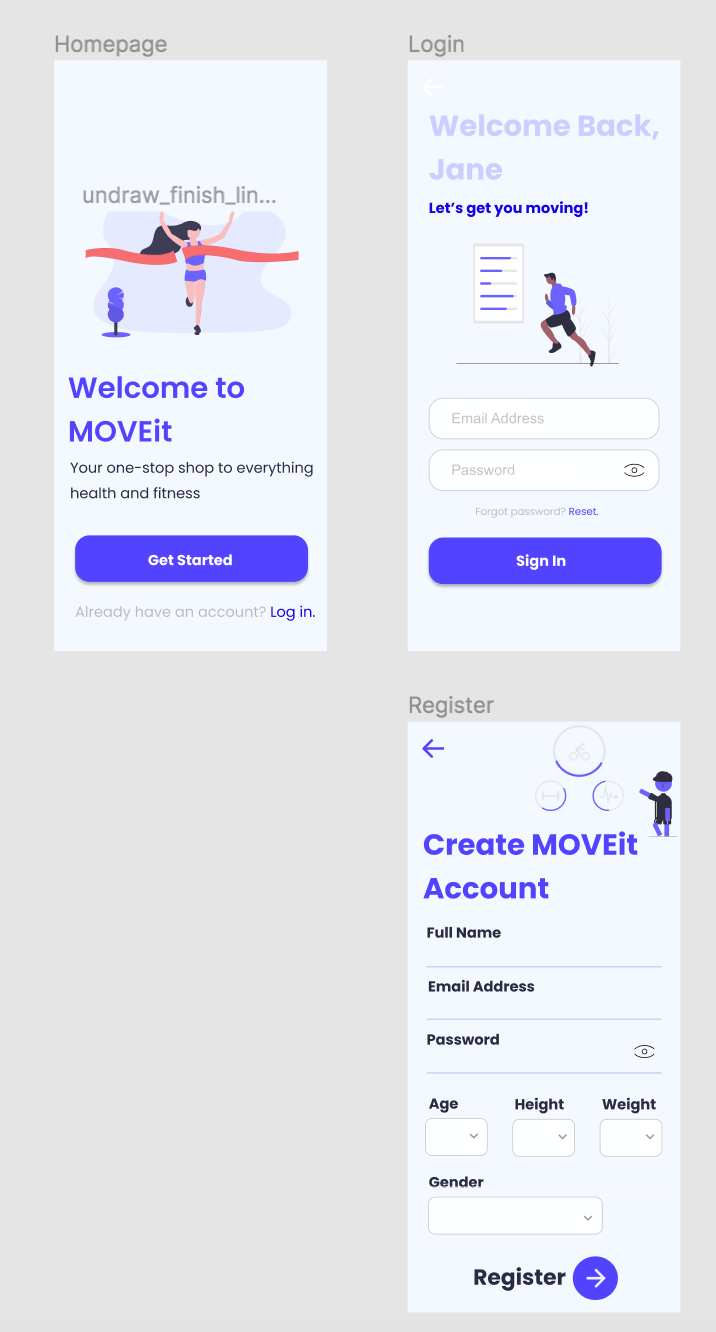 Homepage
undraw_finish_lin...
Welcome to
MOVEit
Your one-stop shop to everything
health and fitness
Get Started
Already have an account? Log in.
Login
Welcome Back,
Jane
Let's get you moving!
Email Address
Password
Forgot password? Reset.
Sign In
Register
Create MOVEit
Account
Full Name
Email Address
Password
Age Height Weight
Gender
Register